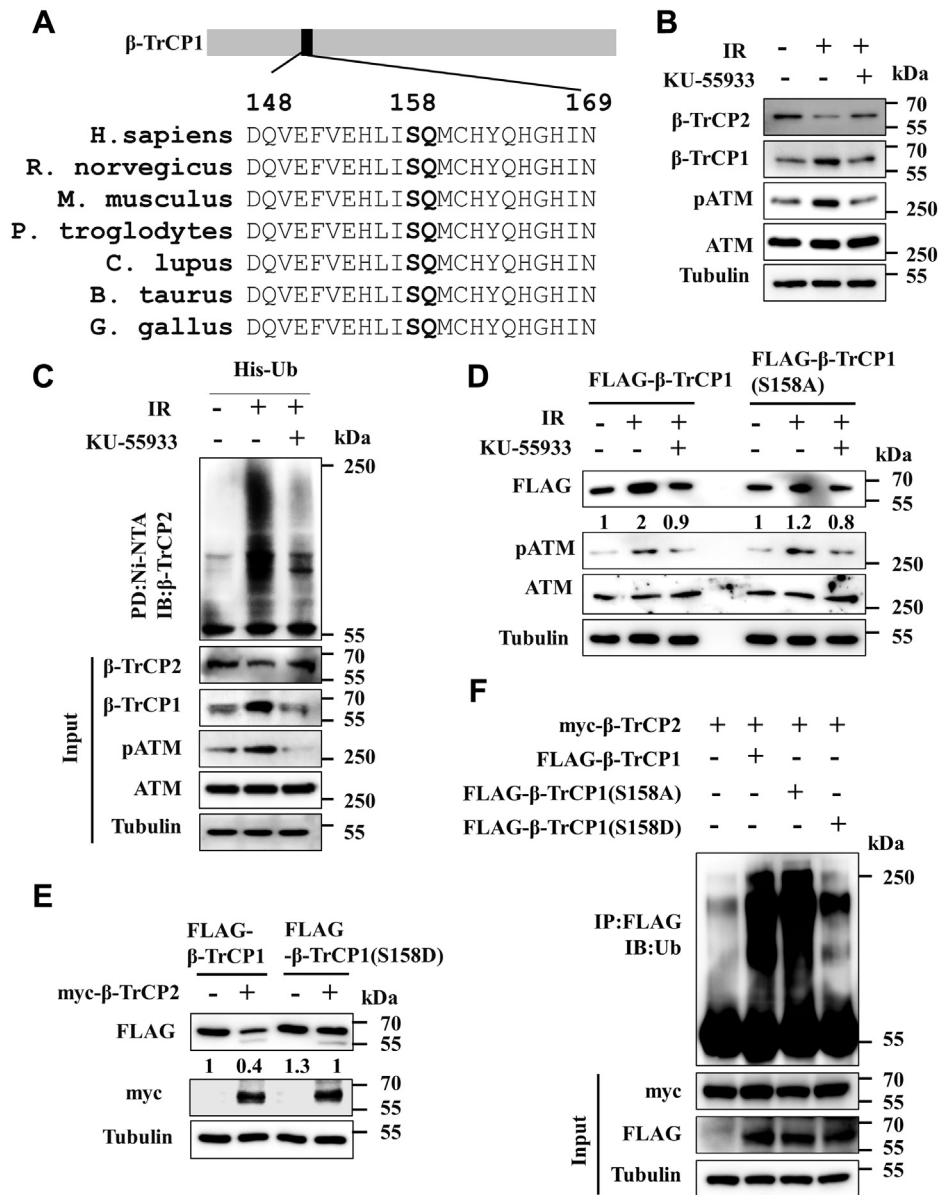 A
β-TrCP1
148 158 169
H.sapiens DQVEFVEHLISQMCHYQHGHIN
R. norvegicus DQVEFVEHLISQMCHYQHGHIN
M. musculus DQVEFVEHLISQMCHYQHGHIN
P. troglodytes DQVEFVEHLISQMCHYQHGHIN
C. lupus DQVEFVEHLISQMCHYQHGHIN
B. taurus DQVEFVEHLISQMCHYQHGHIN
G. gallus DQVEFVEHLISQMCHYQHGHIN
B
IR - + +
KU-55933 - - + kDa
β-TrCP2 70
55
β-TrCP1 70
55
pATM 250
ATM 250
Tubulin 55
C
His-Ub
IR - + +
KU-55933 - - + kDa
PD:Ni-NTA
IB:β-TrCP2
250
55
Input
β-TrCP2 70
55
β-TrCP1 70
55
pATM 250
ATM 250
Tubulin 55
D
FLAG-β-TrCP1
FLAG-β-TrCP1
(S158A)
IR - + + - + +
KU-55933 - - + - - + kDa
FLAG 70
55
1 2 0.9 1 1.2 0.8
pATM 250
ATM 250
Tubulin 55
E
FLAG-
β-TrCP1
FLAG
-β-TrCP1(S158D)
myc-β-TrCP2 - + - + kDa
FLAG 70
55
1 0.4 1.3 1
myc 70
55
Tubulin 55
F
myc-β-TrCP2 + + + +
FLAG-β-TrCP1 - + - -
FLAG-β-TrCP1(S158A) - - + -
FLAG-β-TrCP1(S158D) - - - +
kDa
250
IP:FLAG
IB:Ub
55
Input
myc 70
55
FLAG 70
55
Tubulin 55